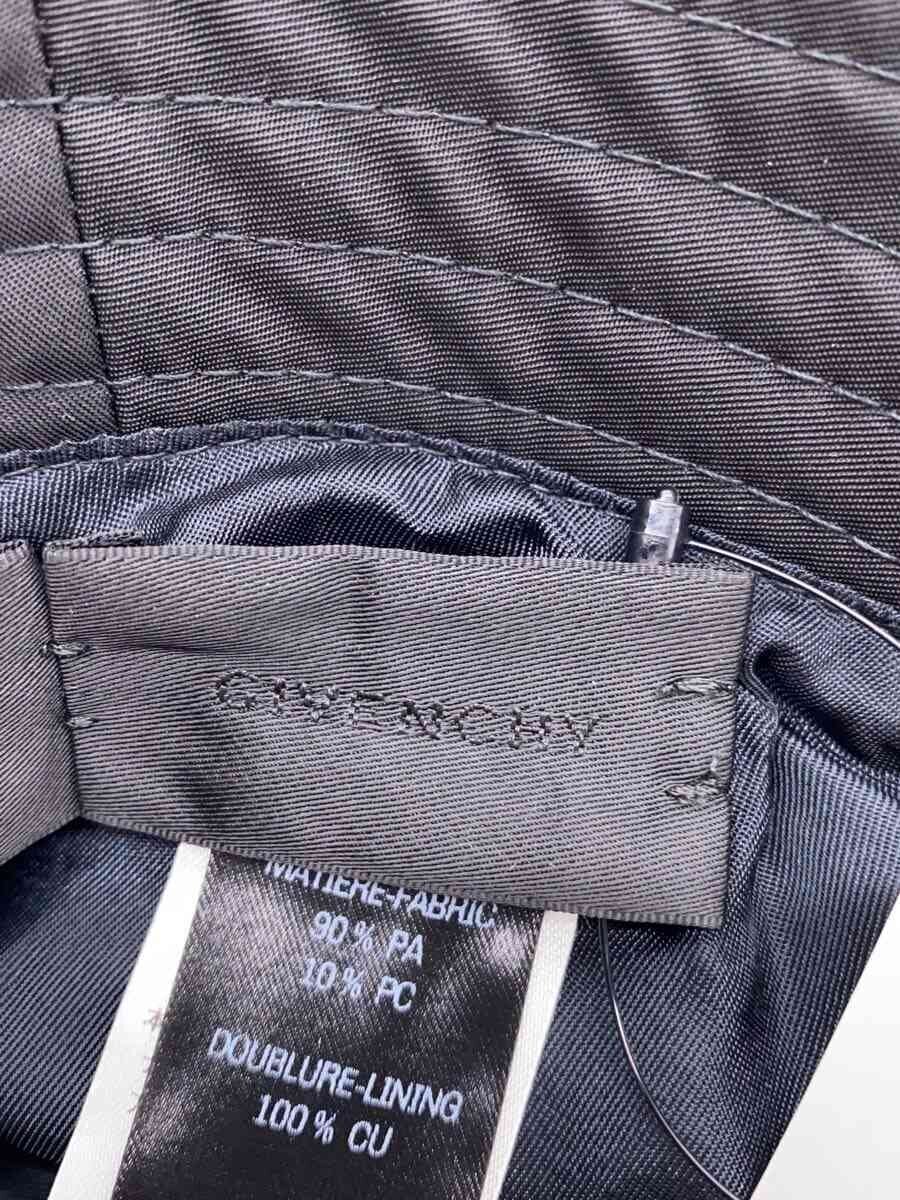 GIVENCHY
MATIERE-FABRIC
90 % PA
10 % PC
DOUBLURE-LINING
100 % CU